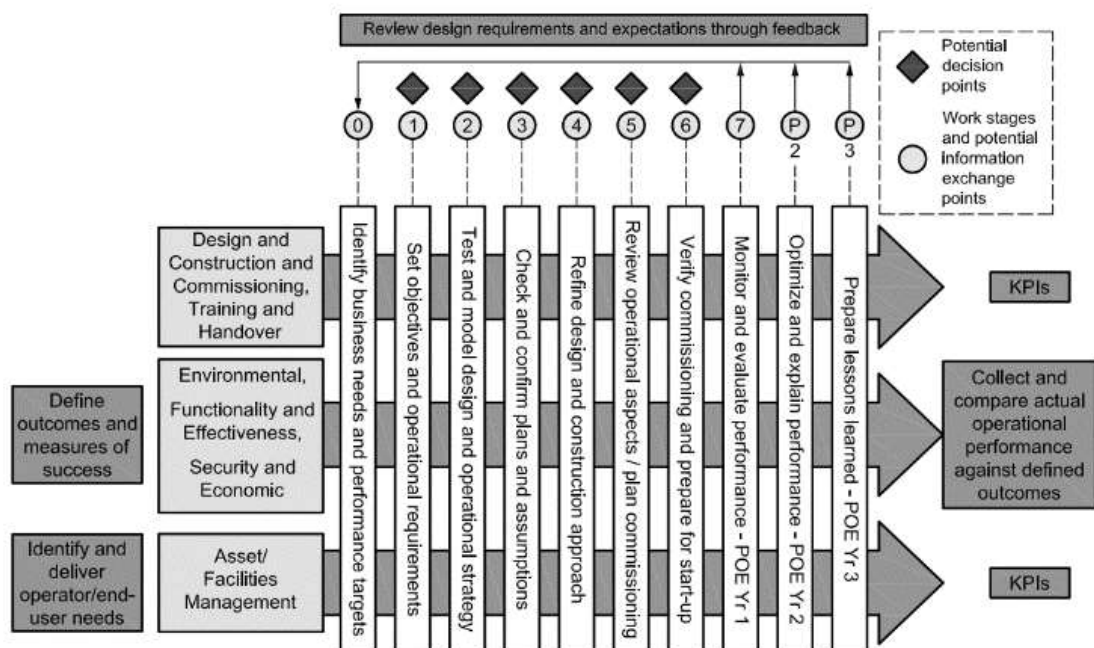 Review design requirements and expectations through feedback
Potential
decision
points
Work stages
and potential
information
exchange
points
0
1
2
3
4
5
6
7
P
2
P
3
Design and
Construction and
Commissioning,
Training and
Handover
Environmental,
Functionality and
Effectiveness,
Security and
Economic
Asset/
Facilities
Management
Define
outcomes and
measures of
success
Identify and
deliver
operator/end-
user needs
Identify business needs and performance targets
Set objectives and operational requirements
Test and model design and operational strategy
Check and confirm plans and assumptions
Refine design and construction approach
Review operational aspects / plan commissioning
Verify commissioning and prepare for start-up
Monitor and evaluate performance - POE Yr 1
Optimize and explain performance - POE Yr 2
Prepare lessons learned - POE Yr 3
KPIs
Collect and
compare actual
operational
performance
against defined
outcomes
KPIs